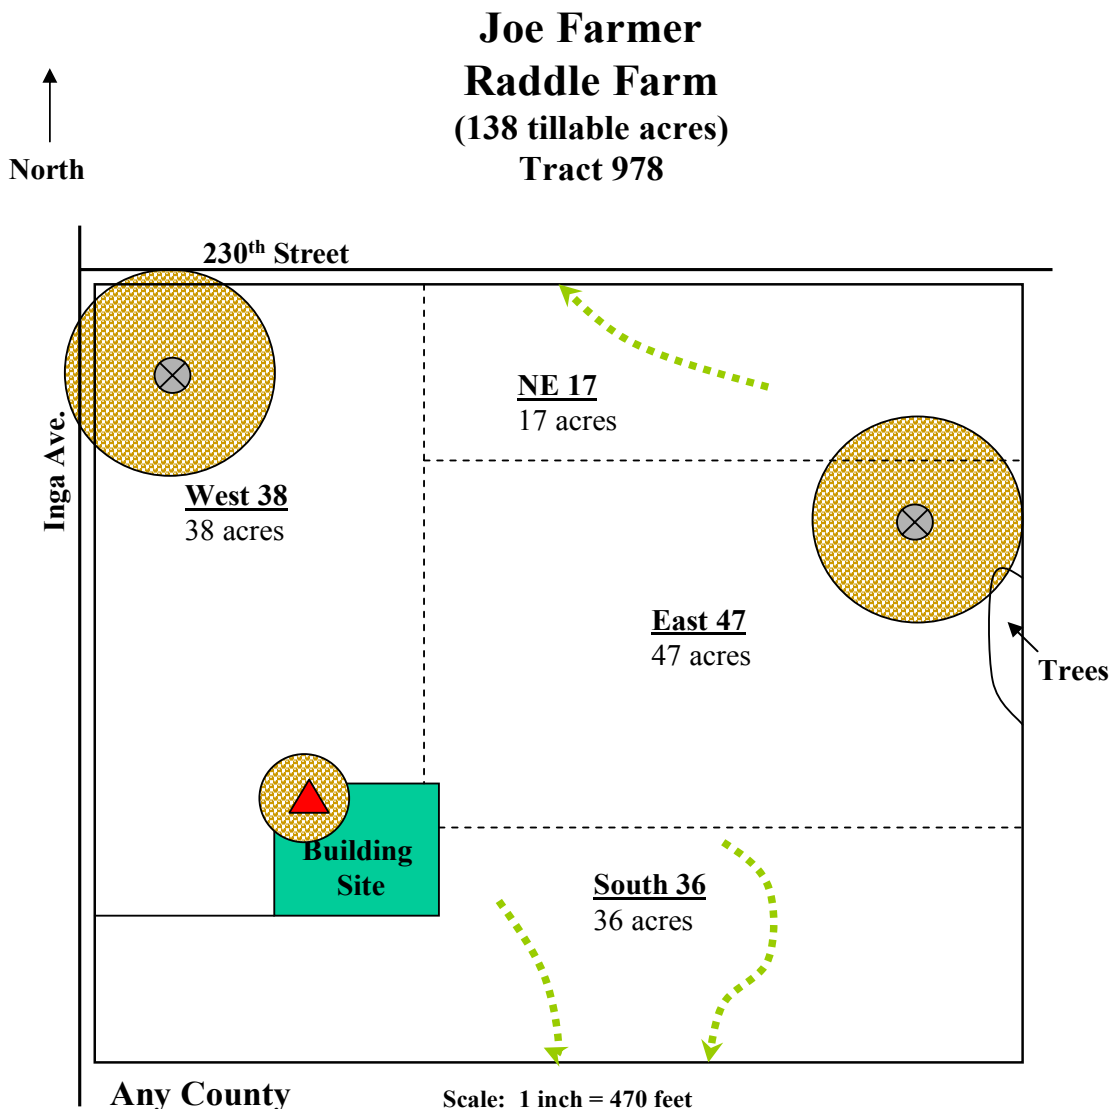 Joe Farmer
Raddle Farm
(138 tillable acres)
Tract 978
North
230th Street
Inga Ave.
NE 17
17 acres
West 38
38 acres
East 47
47 acres
Trees
Building
Site
South 36
36 acres
Any County
Scale: 1 inch = 470 feet